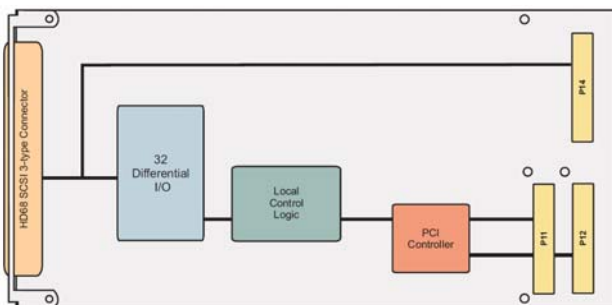 HD68 SCSI 3-type Connector
32
Differential
I/O
Local
Control
Logic
PCI
Controller
P14
P11
P12